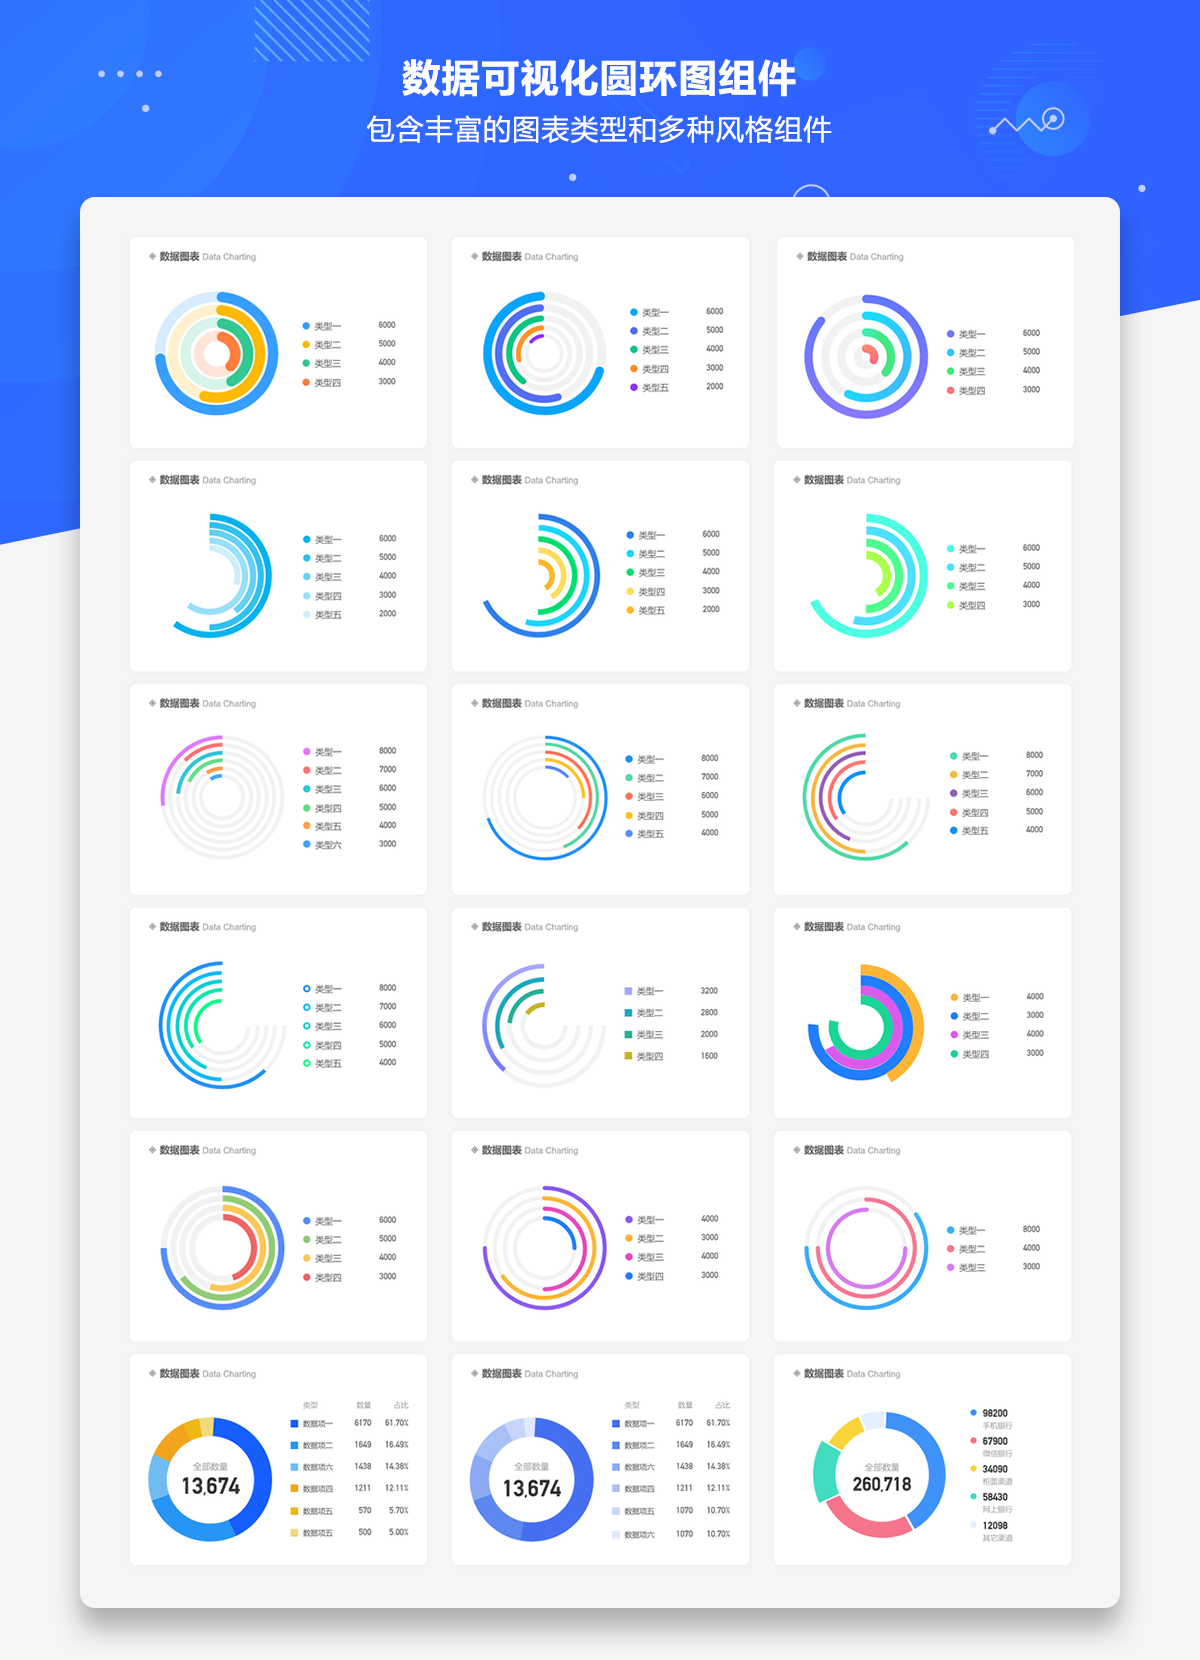 数据可视化圆环图组件
包含丰富的图表类型和多种风格组件
数据图表 Data Charting
类型一 6000
类型二 5000
类型三 4000
类型四 3000
数据图表 Data Charting
类型一 6000
类型二 5000
类型三 4000
类型四 3000
类型五 2000
数据图表 Data Charting
类型一 6000
类型二 5000
类型三 4000
类型四 3000
数据图表 Data Charting
类型一 6000
类型二 5000
类型三 4000
类型四 3000
类型五 2000
数据图表 Data Charting
类型一 6000
类型二 5000
类型三 4000
类型四 3000
类型五 2000
数据图表 Data Charting
类型一 6000
类型二 5000
类型三 4000
类型四 3000
数据图表 Data Charting
类型一 8000
类型二 7000
类型三 6000
类型四 5000
类型五 4000
类型六 3000
数据图表 Data Charting
类型一 8000
类型二 7000
类型三 6000
类型四 5000
类型五 4000
数据图表 Data Charting
类型一 8000
类型二 7000
类型三 6000
类型四 5000
类型五 4000
数据图表 Data Charting
类型一 8000
类型二 7000
类型三 6000
类型四 5000
类型五 4000
数据图表 Data Charting
类型一 3200
类型二 2800
类型三 2000
类型四 1600
数据图表 Data Charting
类型一 4000
类型二 3000
类型三 4000
类型四 3000
数据图表 Data Charting
类型一 6000
类型二 5000
类型三 4000
类型四 3000
数据图表 Data Charting
类型一 4000
类型二 3000
类型三 4000
类型四 3000
数据图表 Data Charting
类型一 8000
类型二 4000
类型三 3000
数据图表 Data Charting
全部数量
13,674
类型 数量 占比
数据项一 6170 61.70%
数据项二 1649 16.49%
数据项六 1438 14.38%
数据项四 1211 12.11%
数据项五 570 5.70%
数据项五 500 5.00%
数据图表 Data Charting
全部数量
13,674
类型 数量 占比
数据项一 6170 61.70%
数据项二 1649 16.49%
数据项六 1438 14.38%
数据项四 1211 12.11%
数据项五 1070 10.70%
数据项六 1070 10.70%
数据图表 Data Charting
全部数量
260,718
98200
手机银行
67900
微信银行
34090
柜面渠道
58430
网上银行
12098
其它渠道